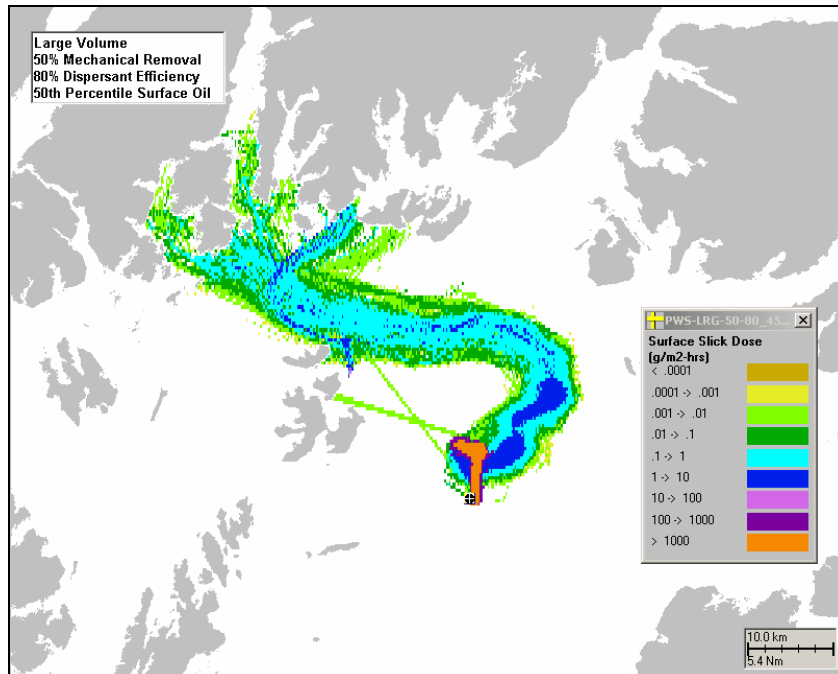 Large Volume
50% Mechanical Removal
80% Dispersant Efficiency
50th Percentile Surface Oil
PWS-LRG-50-80_45...
Surface Slick Dose
(g/m2-hrs)
< .0001
.0001 -> .001
.001 -> .01
.01 -> .1
.1 -> 1
1 -> 10
10 -> 100
100 -> 1000
> 1000
10.0 km
5.4 Nm